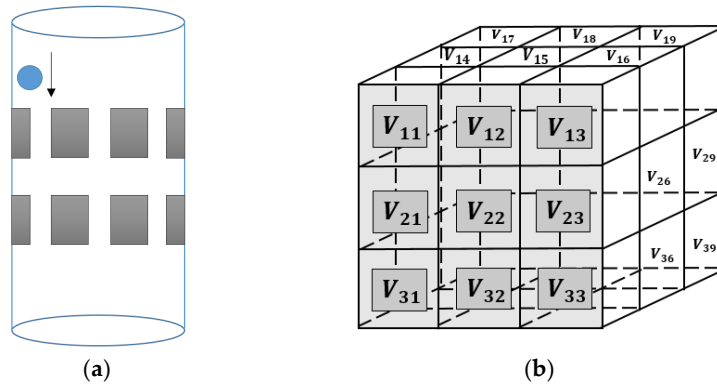 V₁₇ V₁₈ V₁₉
V₁₄ V₁₅ V₁₆
V₁₁ V₁₂ V₁₃
V₂₉
V₂₆
V₂₁ V₂₂ V₂₃
V₃₆ V₃₉
V₃₁ V₃₂ V₃₃
(a) (b)